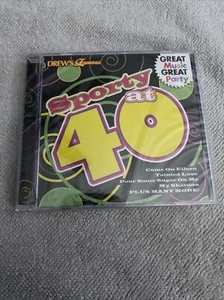 DREW'S Famous
GREAT
Music
GREAT
Party
Sporty
at
40
Come On Eileen
Tainted Love
Pour Some Sugar On Me
My Sharona
PLUS MANY MORE!